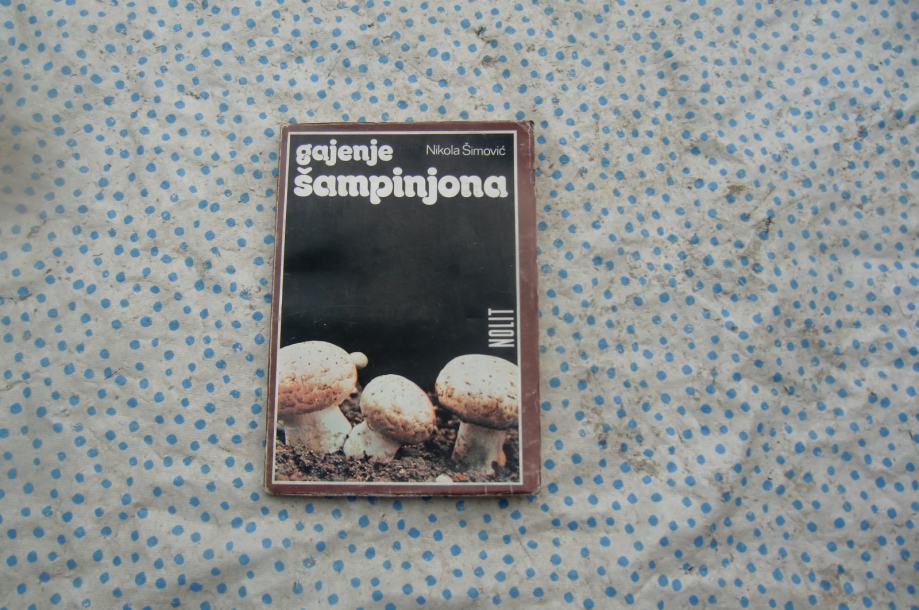 gajenje
Nikola Šimović
šampinjona
NOLIT